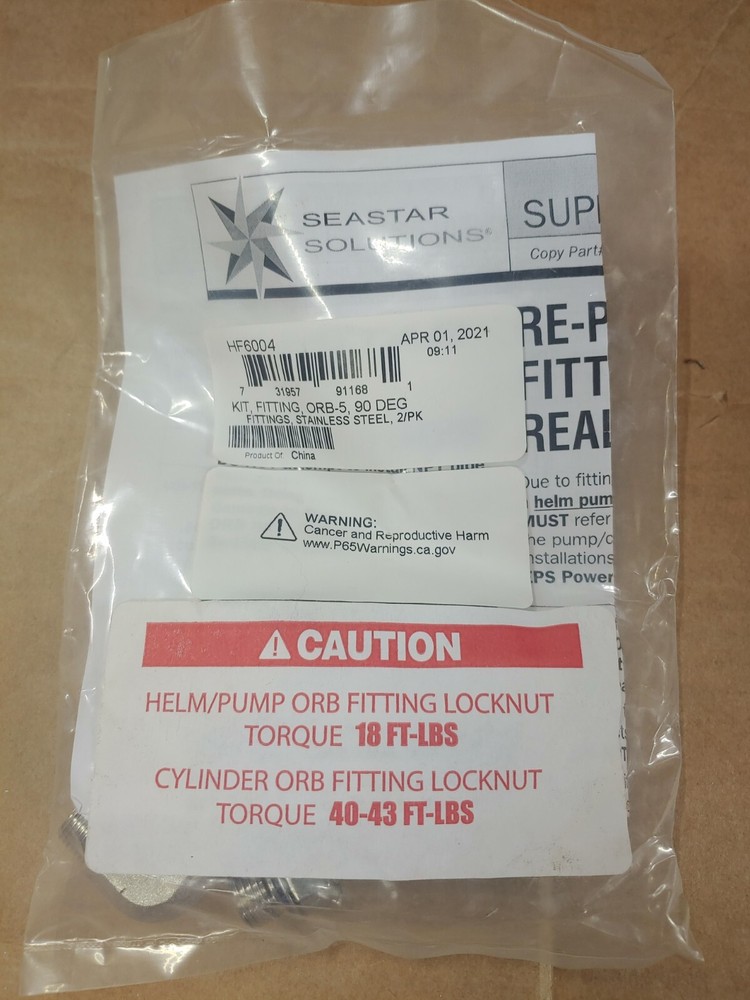 SEASTAR
SOLUTIONS®
SUP
Copy Part#
RE-P
FITT
REAL
HF6004
APR 01, 2021
09:11
7 31957 91168 1
KIT, FITTING, ORB-5, 90 DEG
FITTINGS, STAINLESS STEEL, 2/PK
Product Of: China
Due to fittin
helm pum
MUST refer
he pump/c
nstallations
EPS Power
WARNING:
Cancer and Reproductive Harm
www.P65Warnings.ca.gov
CAUTION
HELM/PUMP ORB FITTING LOCKNUT
TORQUE 18 FT-LBS
CYLINDER ORB FITTING LOCKNUT
TORQUE 40-43 FT-LBS